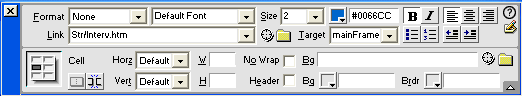 Format None Default Font Size 2 #0066CC B I
Link Str/Interv.htm Target mainFrame
Cell Horz Default W No Wrap Bg
Vert Default H Header Bg Brdr